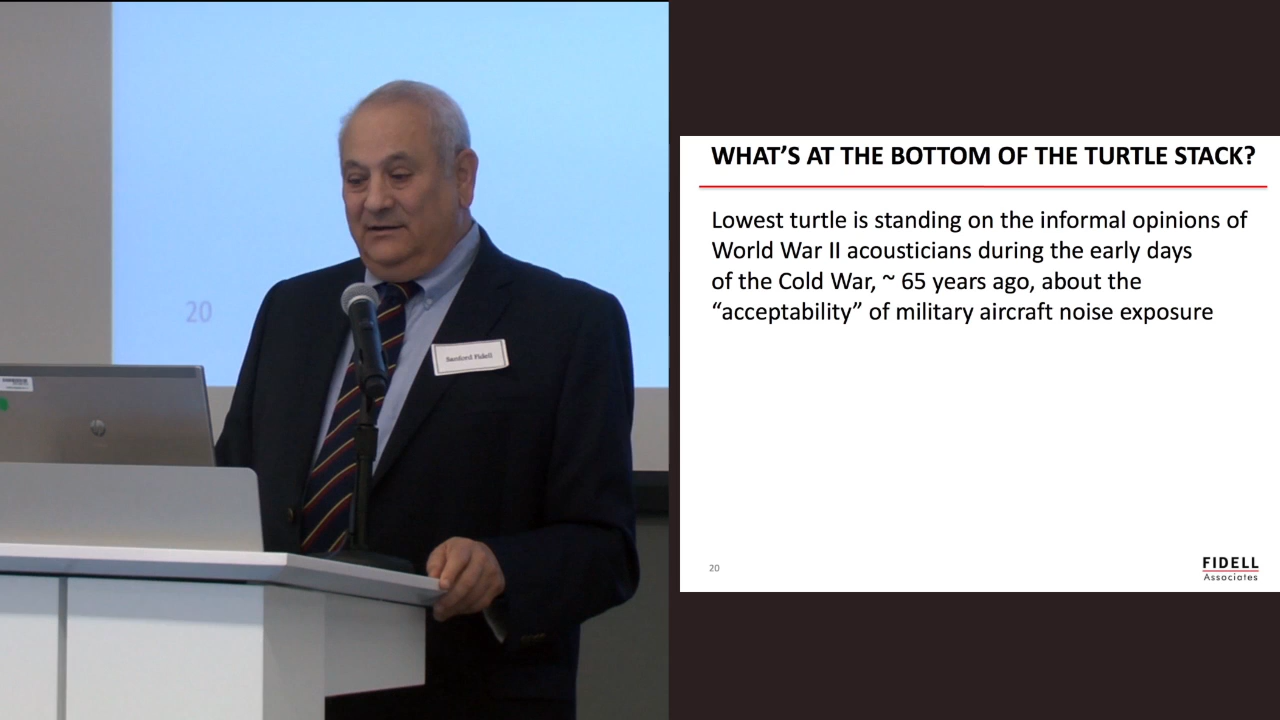 20
Sanford Fidell
hp
WHAT'S AT THE BOTTOM OF THE TURTLE STACK?
Lowest turtle is standing on the informal opinions of
World War II acousticians during the early days
of the Cold War, ~ 65 years ago, about the
“acceptability” of military aircraft noise exposure
20
FIDELL
Associates